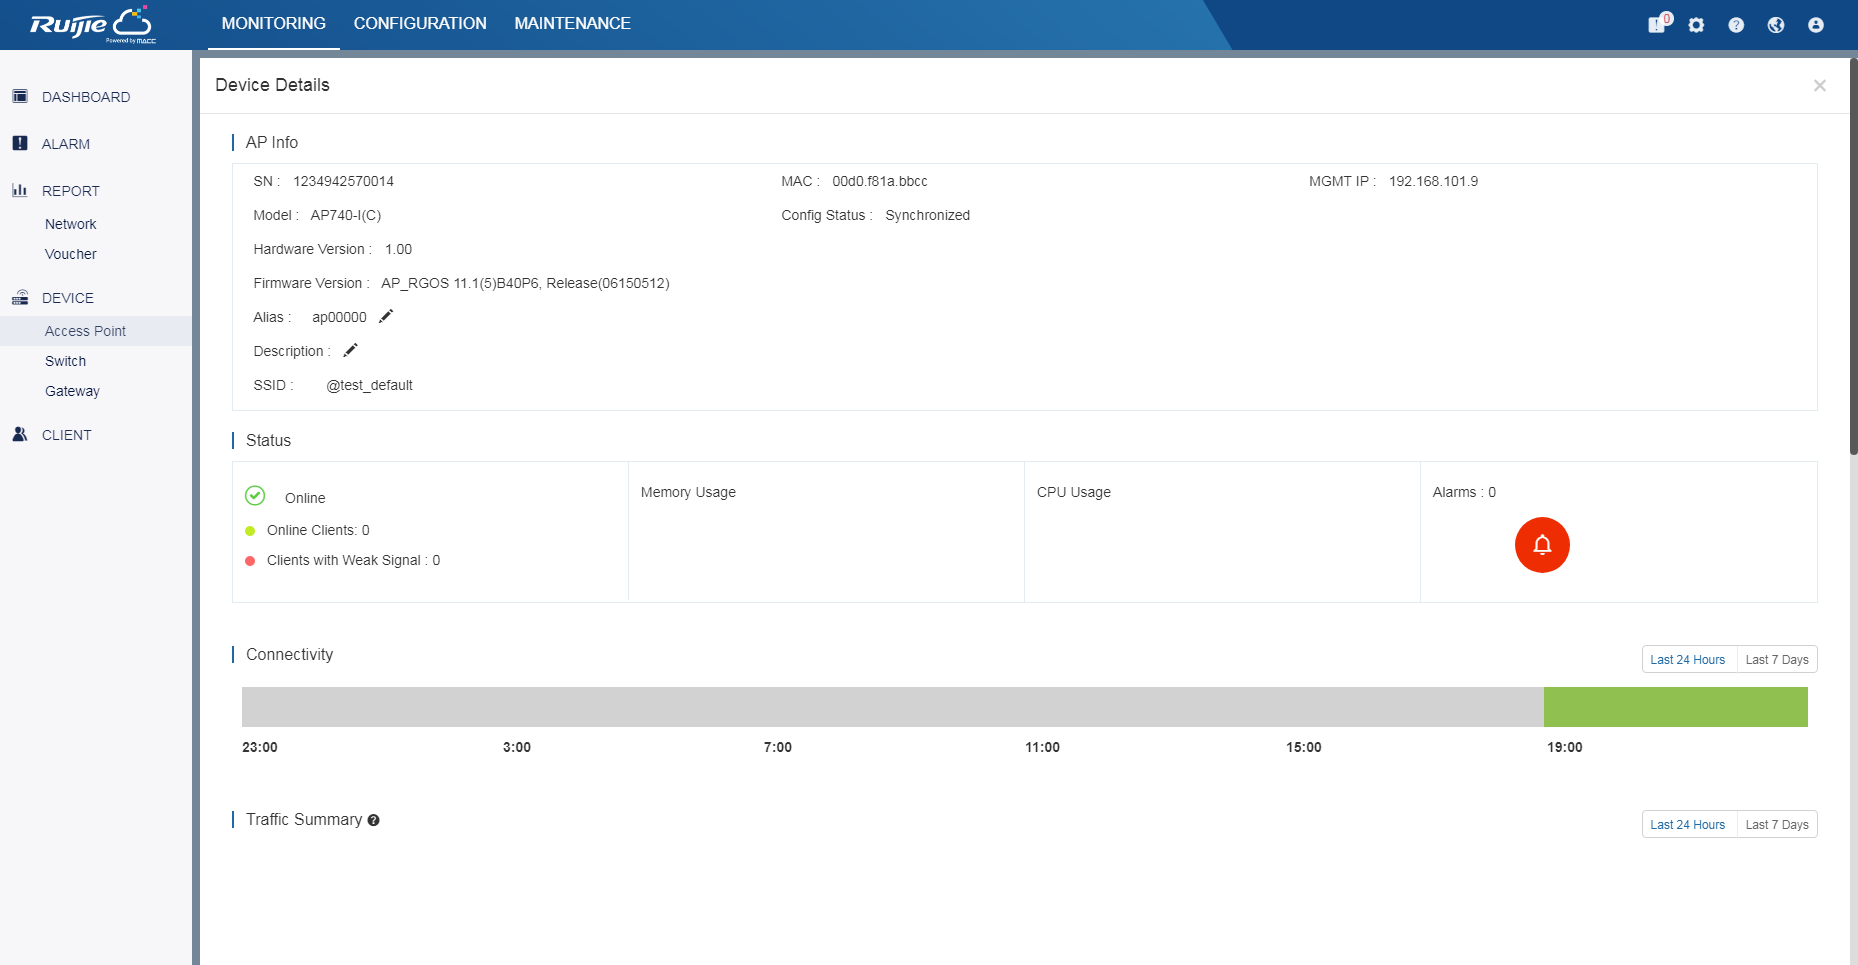 Ruijie
Powered by MACC
MONITORING CONFIGURATION MAINTENANCE
0
DASHBOARD
ALARM
REPORT
Network
Voucher
DEVICE
Access Point
Switch
Gateway
CLIENT
Device Details
AP Info
SN : 1234942570014 MAC : 00d0.f81a.bbcc MGMT IP : 192.168.101.9
Model : AP740-I(C) Config Status : Synchronized
Hardware Version : 1.00
Firmware Version : AP_RGOS 11.1(5)B40P6, Release(06150512)
Alias : ap00000
Description :
SSID : @test_default
Status
Online
Online Clients: 0
Clients with Weak Signal : 0
Memory Usage
CPU Usage
Alarms : 0
Connectivity
Last 24 Hours Last 7 Days
23:00 3:00 7:00 11:00 15:00 19:00
Traffic Summary
Last 24 Hours Last 7 Days